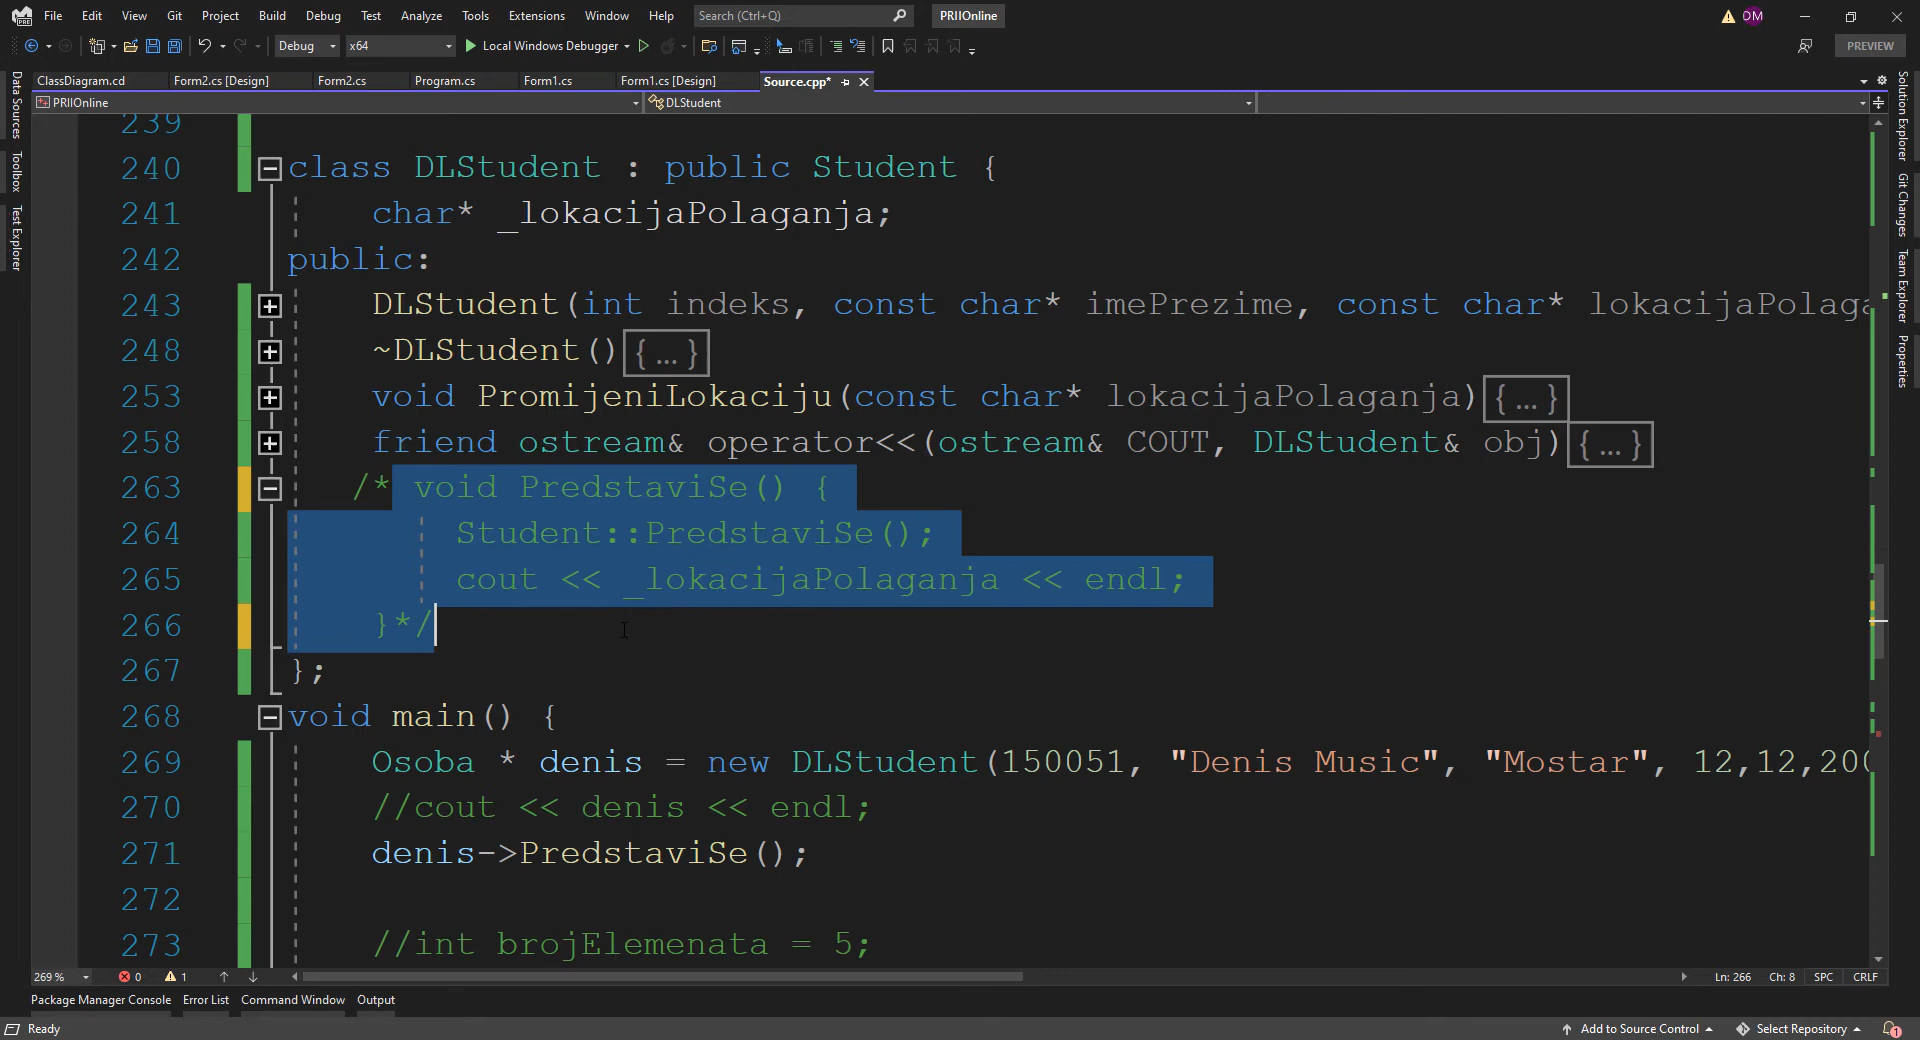 File Edit View Git Project Build Debug Test Analyze Tools Extensions Window Help Search (Ctrl+Q) PRIIOnline DM
Debug x64 Local Windows Debugger PREVIEW
ClassDiagram.cd Form2.cs [Design] Form2.cs Program.cs Form1.cs Form1.cs [Design] Source.cpp*
PRIIOnline DLStudent
Data Sources
Toolbox
Test Explorer
Solution Explorer
Git Changes
Team Explorer
Properties
239
240 class DLStudent : public Student {
241 char* _lokacijaPolaganja;
242 public:
243 DLStudent(int indeks, const char* imePrezime, const char* lokacijaPolaga
248 ~DLStudent() { ... }
253 void PromijeniLokaciju(const char* lokacijaPolaganja) { ... }
258 friend ostream& operator<<(ostream& COUT, DLStudent& obj) { ... }
263 /* void PredstaviSe() {
264 Student::PredstaviSe();
265 cout << _lokacijaPolaganja << endl;
266 }*/
267 };
268 void main() {
269 Osoba * denis = new DLStudent(150051, "Denis Music", "Mostar", 12,12,200
270 //cout << denis << endl;
271 denis->PredstaviSe();
272
273 //int brojElemenata = 5;
269 % 0 1 Ln: 266 Ch: 8 SPC CRLF
Package Manager Console Error List Command Window Output
Ready Add to Source Control Select Repository 1